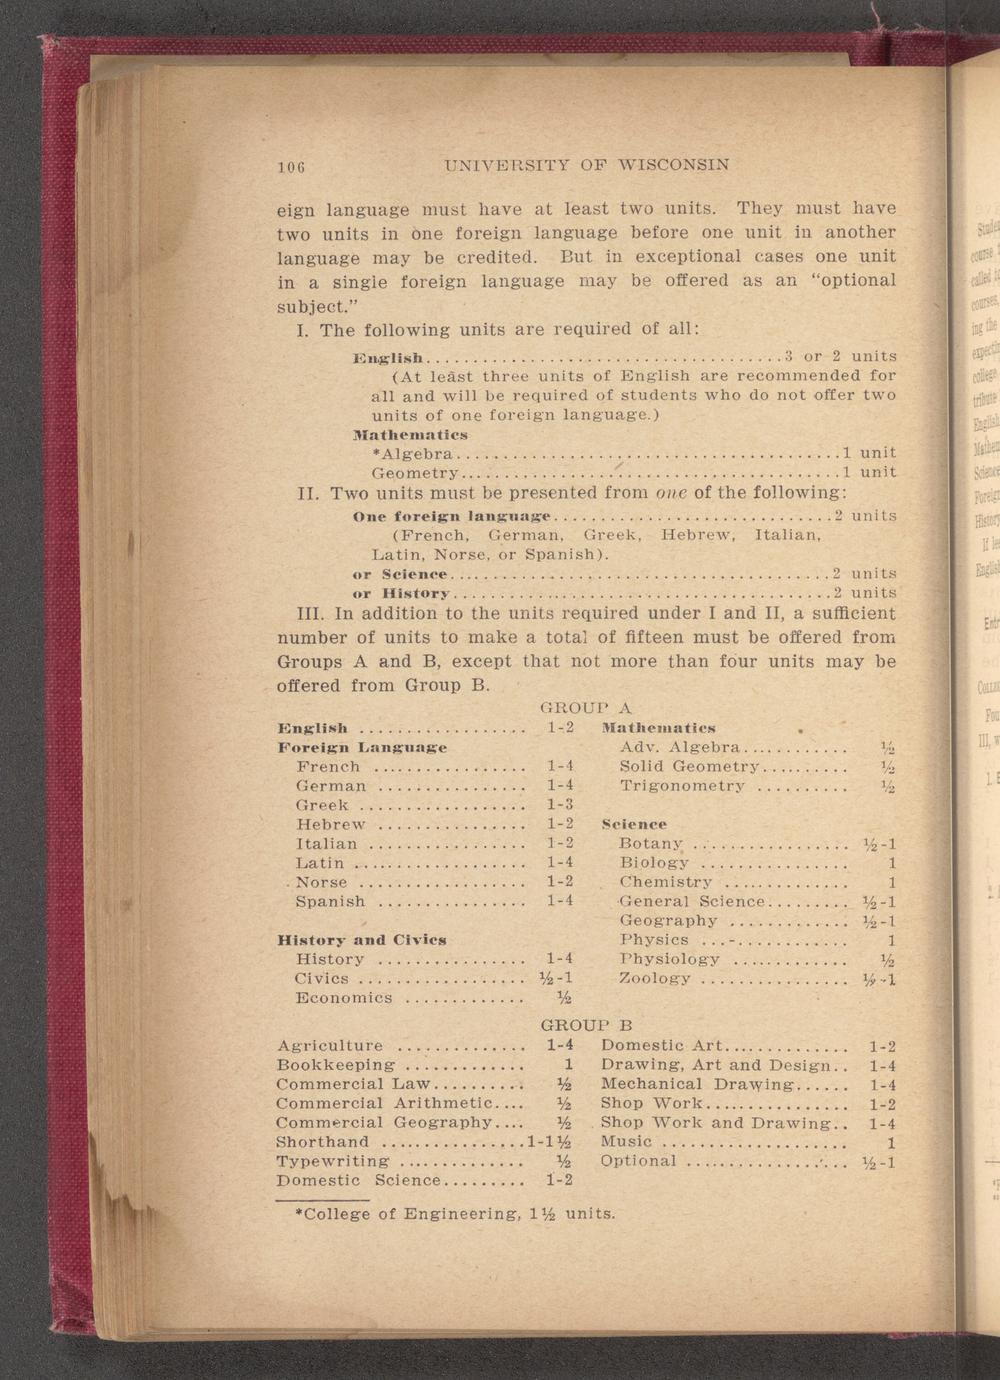 106 UNIVERSITY OF WISCONSIN
eign language must have at least two units. They must have
two units in one foreign language before one unit in another
language may be credited. But in exceptional cases one unit
in a single foreign language may be offered as an “optional
subject.”
I. The following units are required of all:
English.....................................3 or 2 units
(At least three units of English are recommended for
all and will be required of students who do not offer two
units of one foreign language.)
Mathematics
*Algebra........................................1 unit
Geometry........................................1 unit
II. Two units must be presented from one of the following:
One foreign language.............................2 units
(French, German, Greek, Hebrew, Italian,
Latin, Norse, or Spanish).
or Science........................................2 units
or History........................................2 units
III. In addition to the units required under I and II, a sufficient
number of units to make a total of fifteen must be offered from
Groups A and B, except that not more than four units may be
offered from Group B.
GROUP A
English .................. 1-2
Foreign Language
French ................. 1-4
German ................ 1-4
Greek .................. 1-3
Hebrew ................ 1-2
Italian ................. 1-2
Latin ................... 1-4
Norse .................. 1-2
Spanish ................ 1-4
History and Civics
History ................ 1-4
Civics .................. ½-1
Economics ............. ½
Mathematics
Adv. Algebra............ ½
Solid Geometry.......... ½
Trigonometry .......... ½
Science
Botany ................. ½-1
Biology ................ 1
Chemistry ............. 1
General Science......... ½-1
Geography ............. ½-1
Physics ................ 1
Physiology ............ ½
Zoology ................ ½-1
GROUP B
Agriculture .............. 1-4
Bookkeeping ............. 1
Commercial Law.......... ½
Commercial Arithmetic.... ½
Commercial Geography.... ½
Shorthand ...............1-1½
Typewriting ............. ½
Domestic Science......... 1-2
Domestic Art.............. 1-2
Drawing, Art and Design.. 1-4
Mechanical Drawing...... 1-4
Shop Work............... 1-2
Shop Work and Drawing.. 1-4
Music .................... 1
Optional .................. ½-1
*College of Engineering, 1½ units.